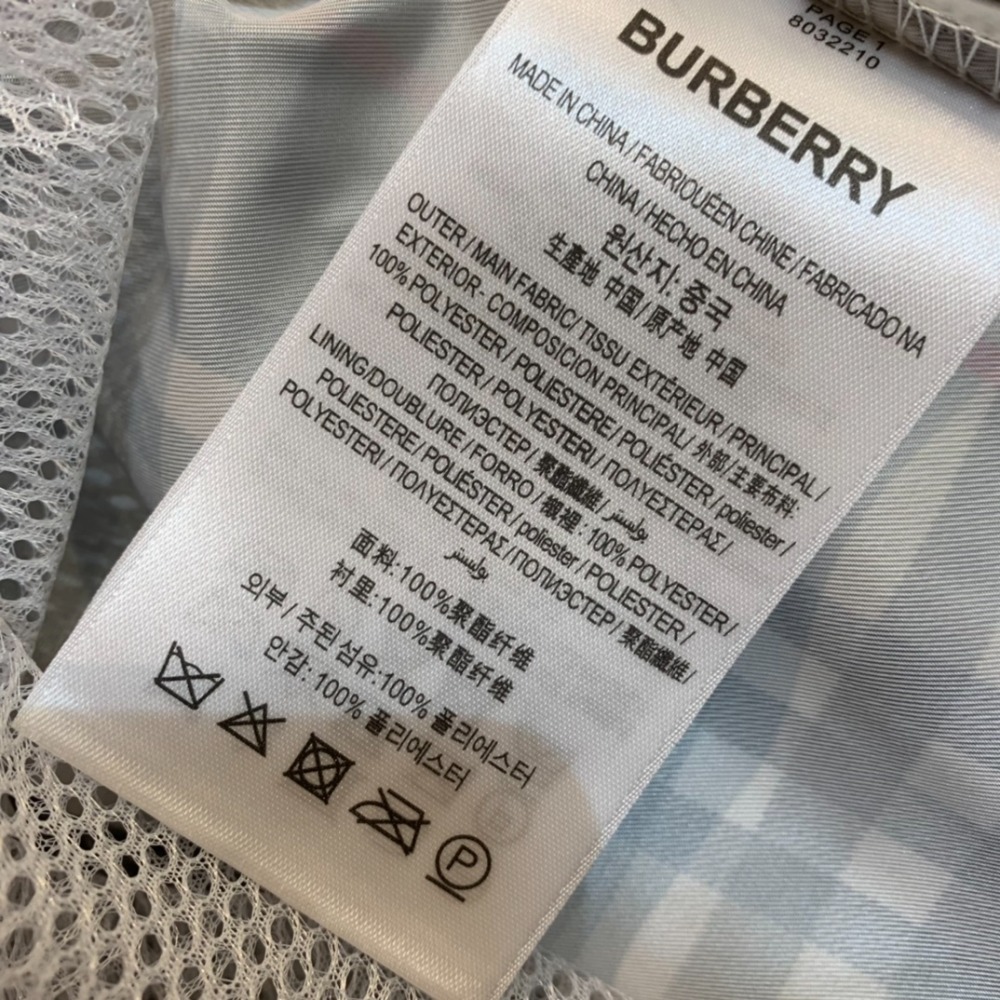 PAGE 1
8032210
BURBERRY
MADE IN CHINA / FABRIQUÉEN CHINE / FABRICADO NA
CHINA / HECHO EN CHINA
원산지: 중국
生產地 中国 / 原产地 中国
OUTER / MAIN FABRIC/ TISSU EXTÉRIEUR / PRINCIPAL /
EXTERIOR - COMPOSICION PRINCIPAL/ 外部/主要布料:
100% POLYESTER / POLIESTERE/ POLIÉSTER / poliester /
POLIESTER / POLYESTERI / ΠΟΛΥΕΣΤΕΡΑΣ /
ПОЛИЭСТЕР / 聚酯纖維 / بوليستر
LINING/DOUBLURE / FORRO / 襯裡: 100% POLYESTER /
POLIESTERE / POLIÉSTER / poliester / POLIESTER /
POLYESTERI / ΠΟΛΥΕΣΤΕΡΑΣ / ПОЛИЭСТЕР / 聚酯纖維 /
بوليستر
面料:100%聚酯纤维
衬里:100%聚酯纤维
외부 / 주된 섬유:100% 폴리에스터
안감: 100% 폴리에스터
P